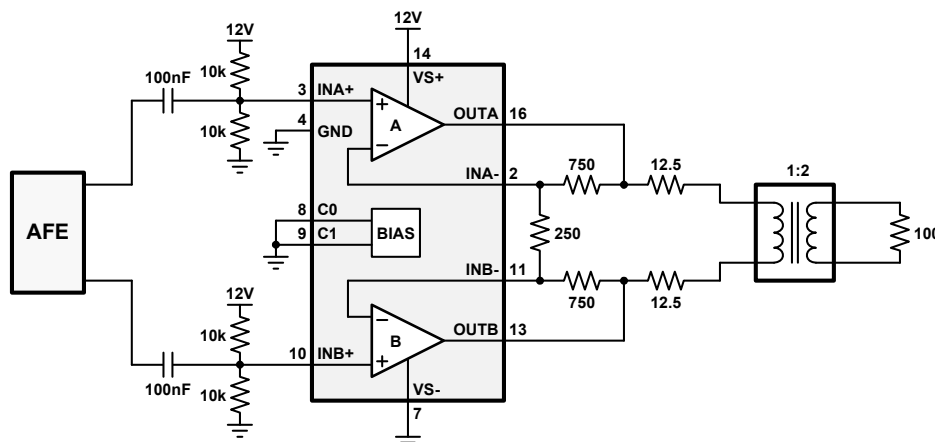 12V
12V
14
VS+
10k
100nF
3
INA+
+
A
−
OUTA
16
4
GND
10k
750
12.5
1:2
INA-
2
AFE
8
C0
9
C1
BIAS
250
100
INB-
11
750
12.5
12V
10k
−
B
+
OUTB
13
10
INB+
100nF
10k
VS-
7